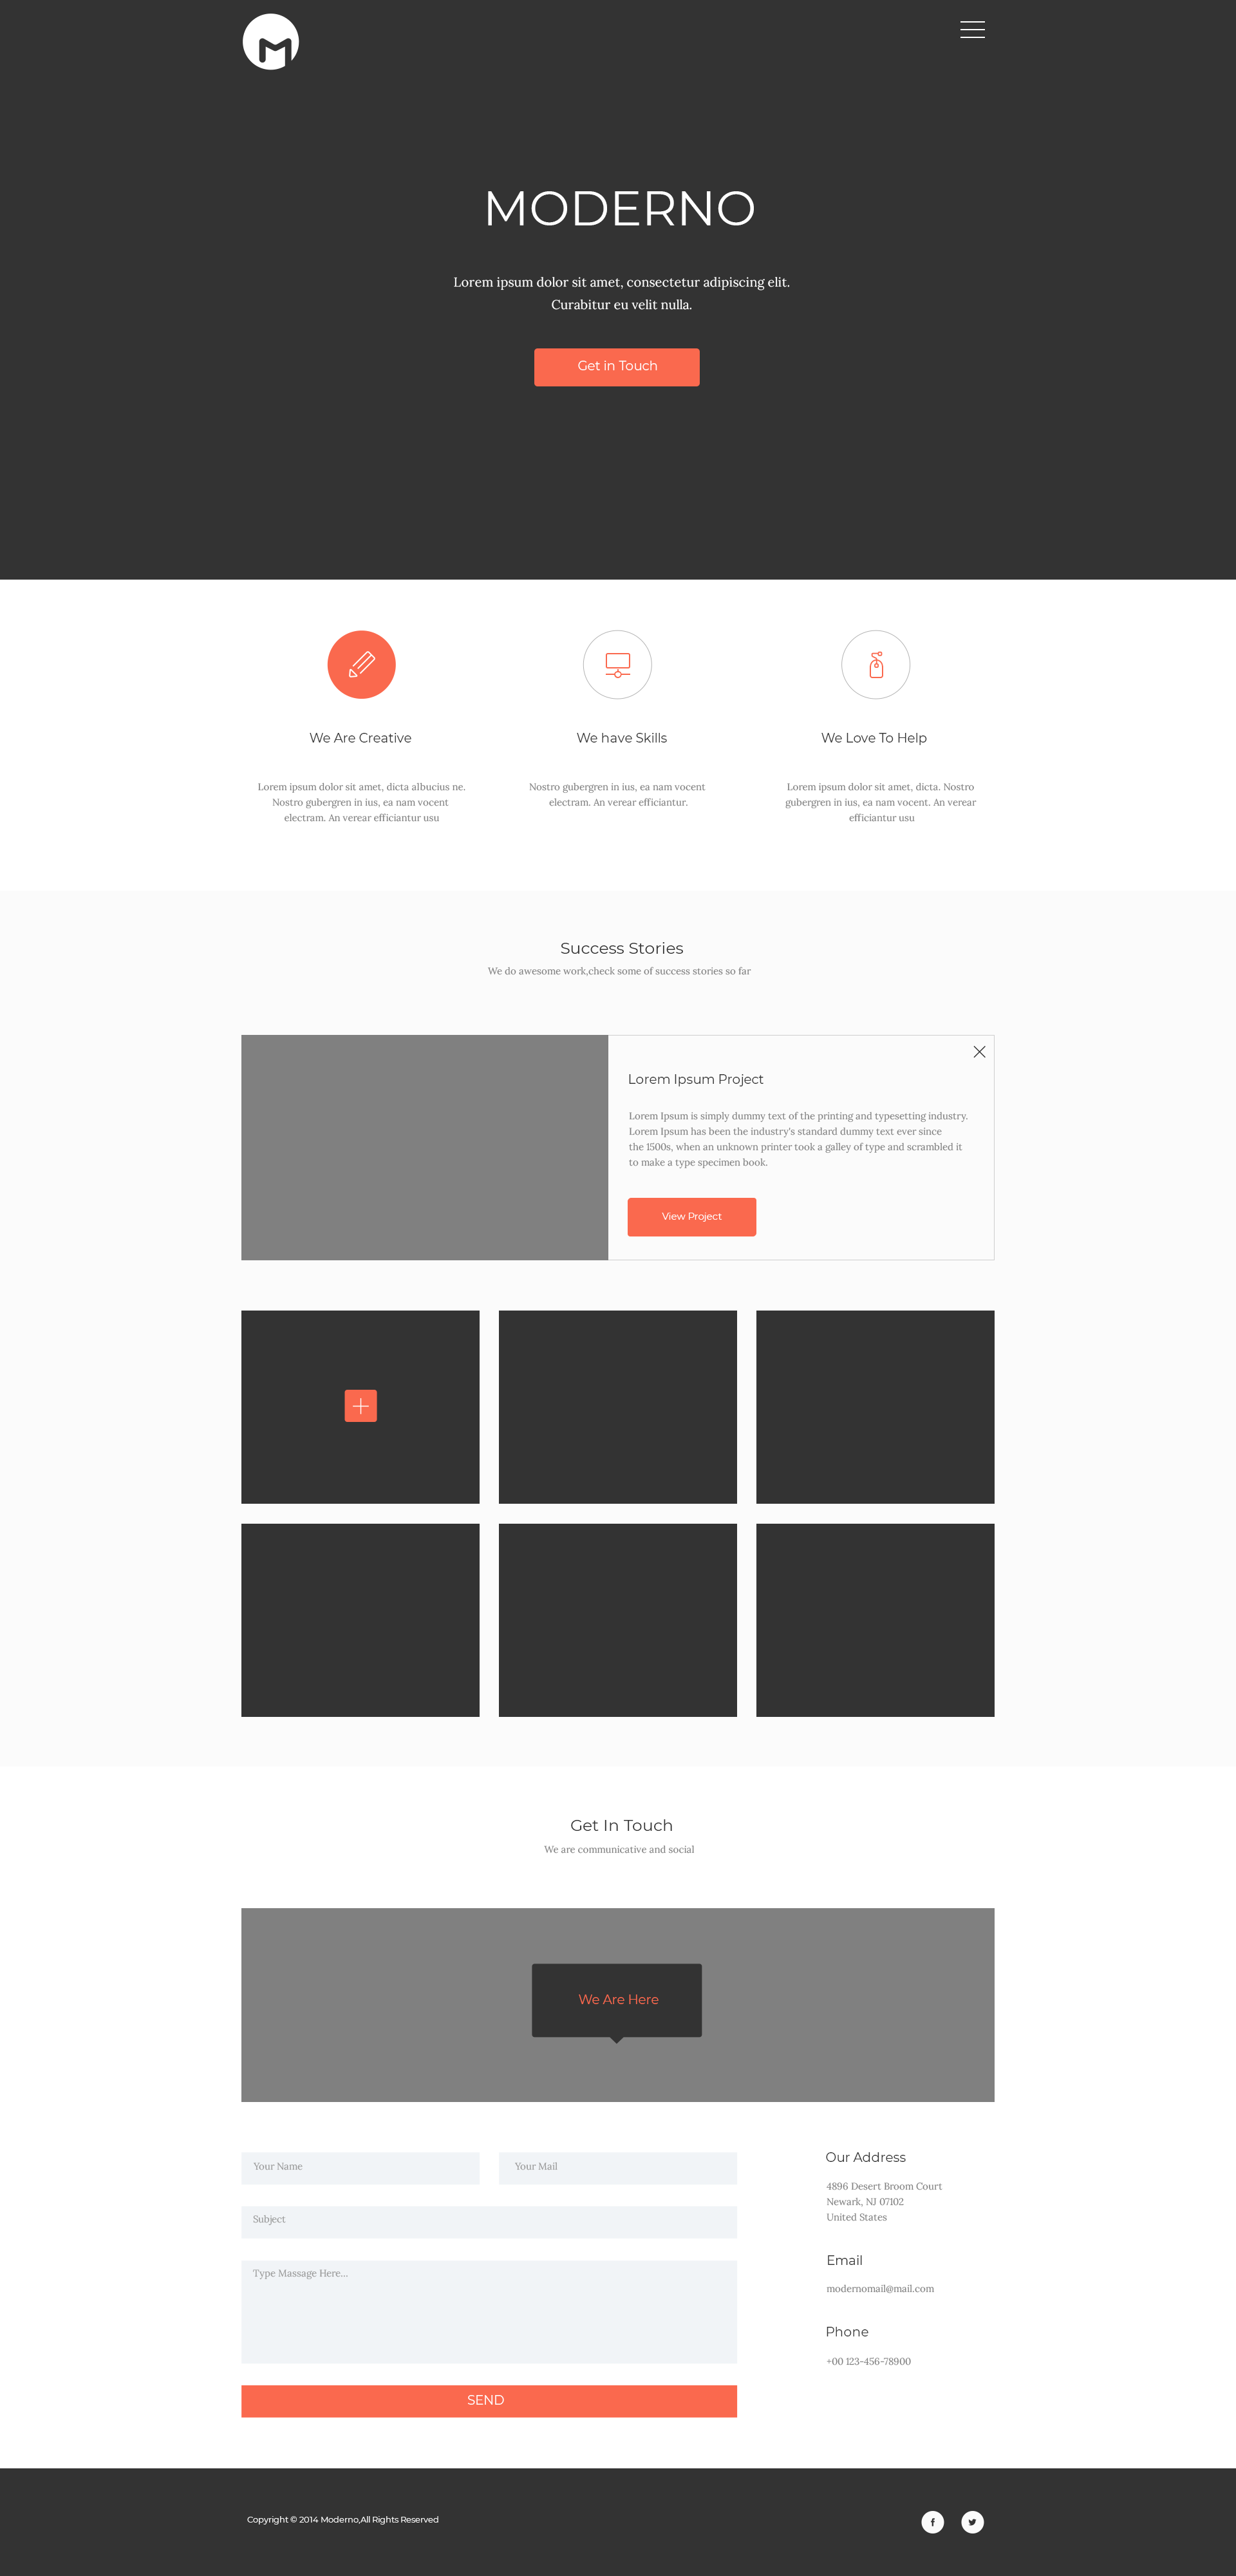 M
MODERNO
Lorem ipsum dolor sit amet, consectetur adipiscing elit.
Curabitur eu velit nulla.
Get in Touch
We Are Creative
Lorem ipsum dolor sit amet, dicta albucius ne.
Nostro gubergren in ius, ea nam vocent
electram. An verear efficiantur usu
We have Skills
Nostro gubergren in ius, ea nam vocent
electram. An verear efficiantur.
We Love To Help
Lorem ipsum dolor sit amet, dicta. Nostro
gubergren in ius, ea nam vocent. An verear
efficiantur usu
Success Stories
We do awesome work,check some of success stories so far
Lorem Ipsum Project
Lorem Ipsum is simply dummy text of the printing and typesetting industry.
Lorem Ipsum has been the industry's standard dummy text ever since
the 1500s, when an unknown printer took a galley of type and scrambled it
to make a type specimen book.
View Project
Get In Touch
We are communicative and social
We Are Here
Your Name
Your Mail
Subject
Type Massage Here...
SEND
Our Address
4896 Desert Broom Court
Newark, NJ 07102
United States
Email
modernomail@mail.com
Phone
+00 123-456-78900
Copyright © 2014 Moderno,All Rights Reserved